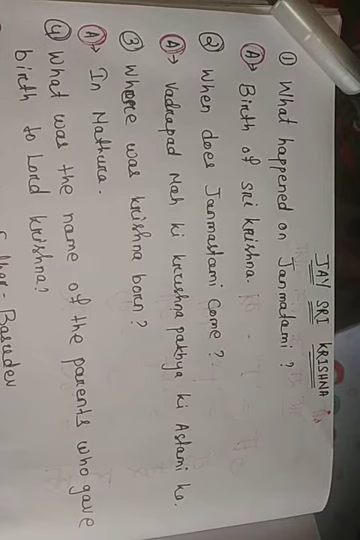 JAY SRI KRISHNA
① What happened on Janmadami?
Ⓐ→ Birth of sri krishna.
② When does Janmastami Come?
Ⓐ→ Vadrapad Mah ki krushna pakhya ki Astami ko.
③ Where was krishna born?
Ⓐ→ In Mathura.
④ What was the name of the parents who gave
birth to Lord krishna?
Father - Basudev